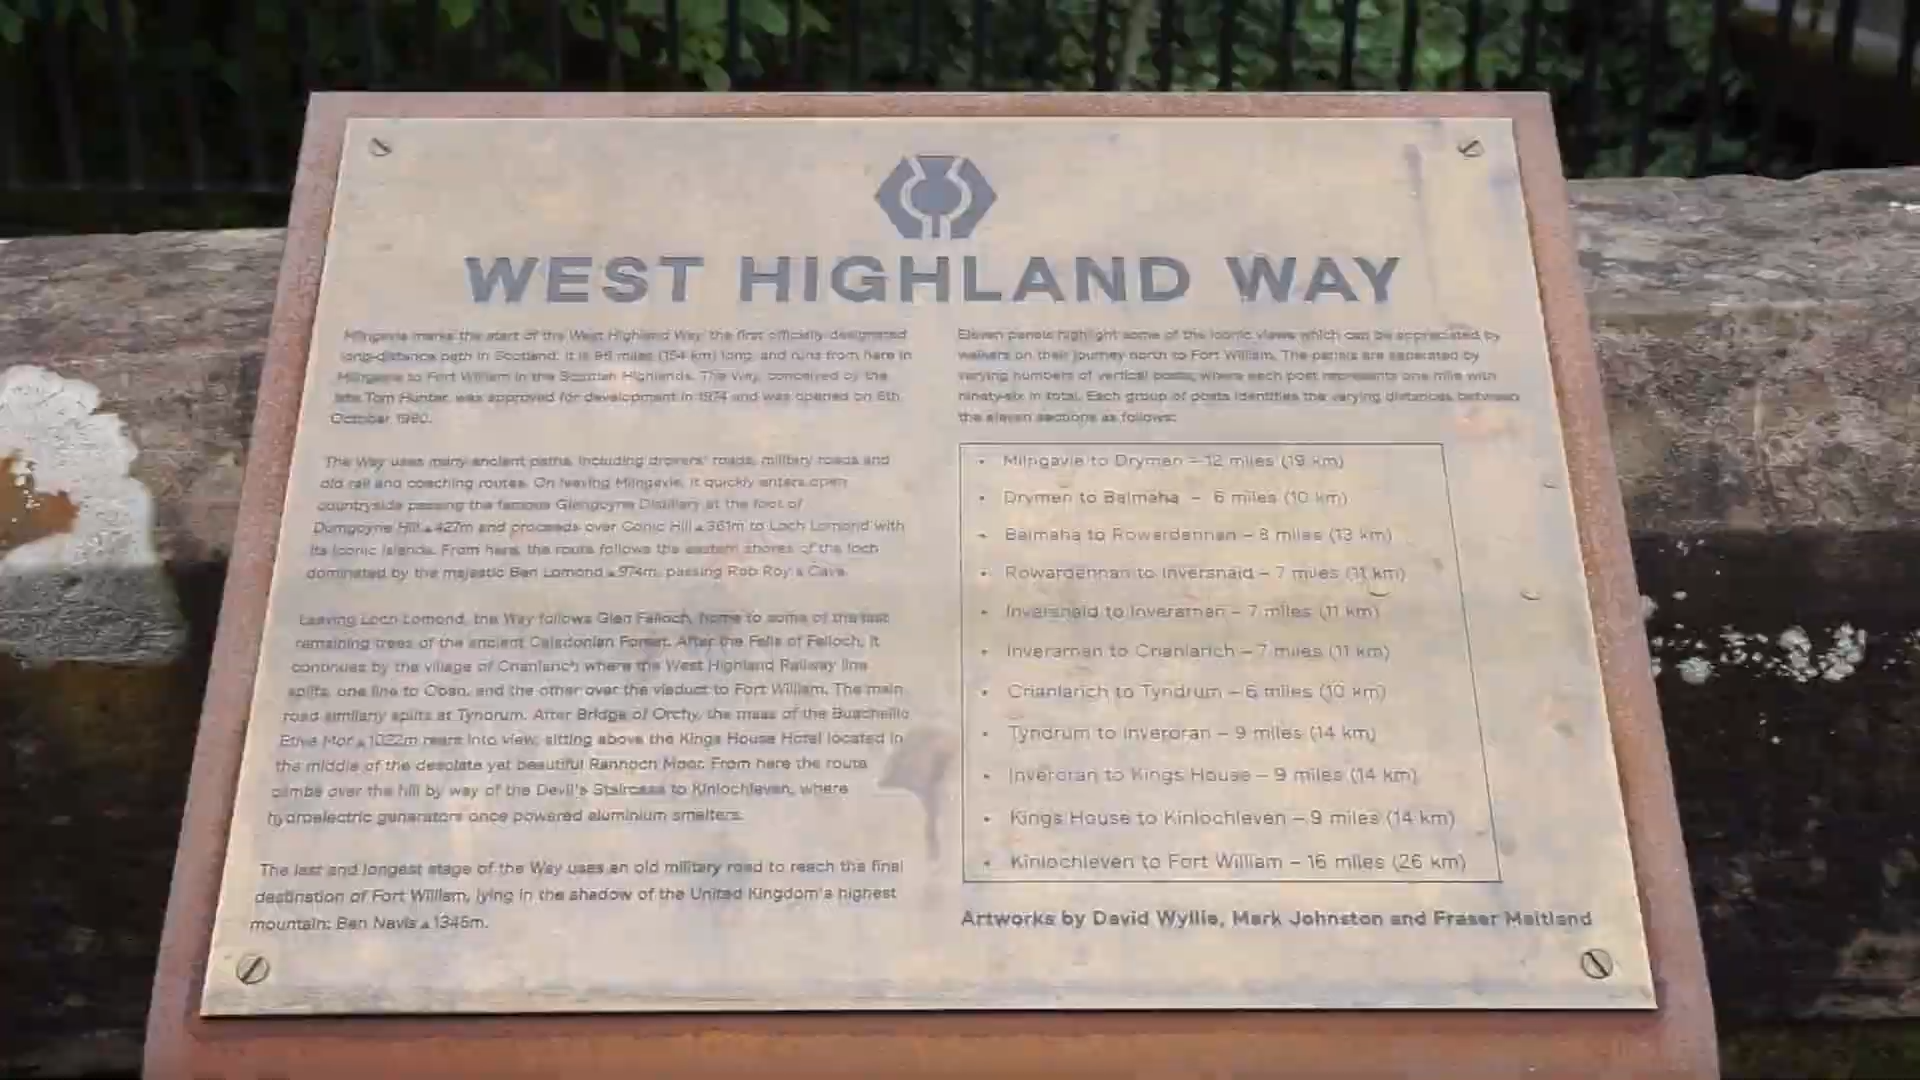 WEST HIGHLAND WAY
Milngavie marks the start of the West Highland Way, the first officially designated
long-distance path in Scotland. It is 96 miles (154 km) long, and runs from here in
Milngavie to Fort William in the Scottish Highlands. The Way, conceived by the
late Tom Hunter, was approved for development in 1974 and was opened on 6th
October 1980.
The Way uses many ancient paths, including drovers' roads, military roads and
old rail and coaching routes. On leaving Milngavie, it quickly enters open
countryside passing the famous Glengoyne Distillery at the foot of
Dumgoyne Hill ▲ 427m and proceeds over Conic Hill ▲ 361m to Loch Lomond with
its iconic islands. From here, the route follows the eastern shores of the loch
dominated by the majestic Ben Lomond ▲ 974m, passing Rob Roy's Cave.
Leaving Loch Lomond, the Way follows Glen Falloch, home to some of the last
remaining trees of the ancient Caledonian Forest. After the Falls of Falloch, it
continues by the village of Crianlarich where the West Highland Railway line
splits, one line to Oban, and the other over the viaduct to Fort William. The main
road similarly splits at Tyndrum. After Bridge of Orchy, the mass of the Buachaille
Etive Mor ▲ 1022m rears into view, sitting above the Kings House Hotel located in
the middle of the desolate yet beautiful Rannoch Moor. From here the route
climbs over the hill by way of the Devil's Staircase to Kinlochleven, where
hydroelectric generators once powered aluminium smelters.
The last and longest stage of the Way uses an old military road to reach the final
destination of Fort William, lying in the shadow of the United Kingdom's highest
mountain: Ben Nevis ▲ 1345m.
Eleven panels highlight some of the iconic views which can be appreciated by
walkers on their journey north to Fort William. The panels are separated by
varying numbers of vertical posts, where each post represents one mile with
ninety-six in total. Each group of posts identifies the varying distances between
the eleven sections as follows:
• Milngavie to Drymen – 12 miles (19 km)
• Drymen to Balmaha – 6 miles (10 km)
• Balmaha to Rowardennan – 8 miles (13 km)
• Rowardennan to Inversnaid – 7 miles (11 km)
• Inversnaid to Inverarnan – 7 miles (11 km)
• Inverarnan to Crianlarich – 7 miles (11 km)
• Crianlarich to Tyndrum – 6 miles (10 km)
• Tyndrum to Inveroran – 9 miles (14 km)
• Inveroran to Kings House – 9 miles (14 km)
• Kings House to Kinlochleven – 9 miles (14 km)
• Kinlochleven to Fort William – 16 miles (26 km)
Artworks by David Wyllie, Mark Johnston and Fraser Maitland